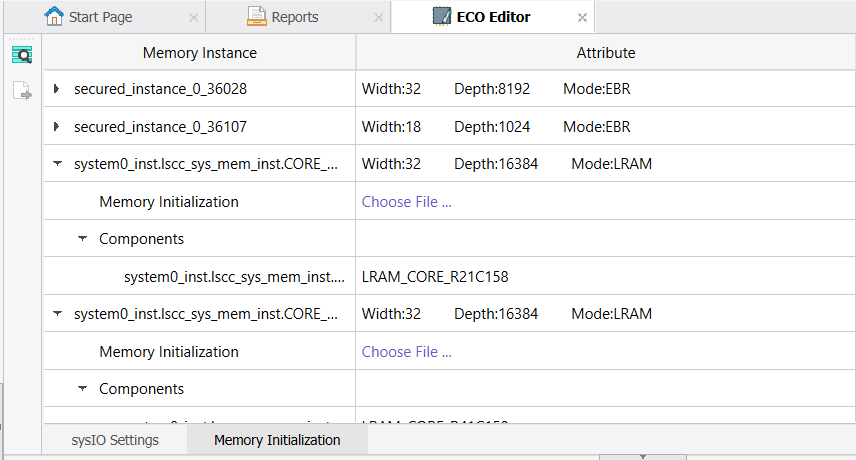 Start Page Reports ECO Editor
Memory Instance Attribute
secured_instance_0_36028 Width:32 Depth:8192 Mode:EBR
secured_instance_0_36107 Width:18 Depth:1024 Mode:EBR
system0_inst.lscc_sys_mem_inst.CORE_... Width:32 Depth:16384 Mode:LRAM
Memory Initialization Choose File ...
Components
system0_inst.lscc_sys_mem_inst.... LRAM_CORE_R21C158
system0_inst.lscc_sys_mem_inst.CORE_... Width:32 Depth:16384 Mode:LRAM
Memory Initialization Choose File ...
Components
sysIO Settings Memory Initialization